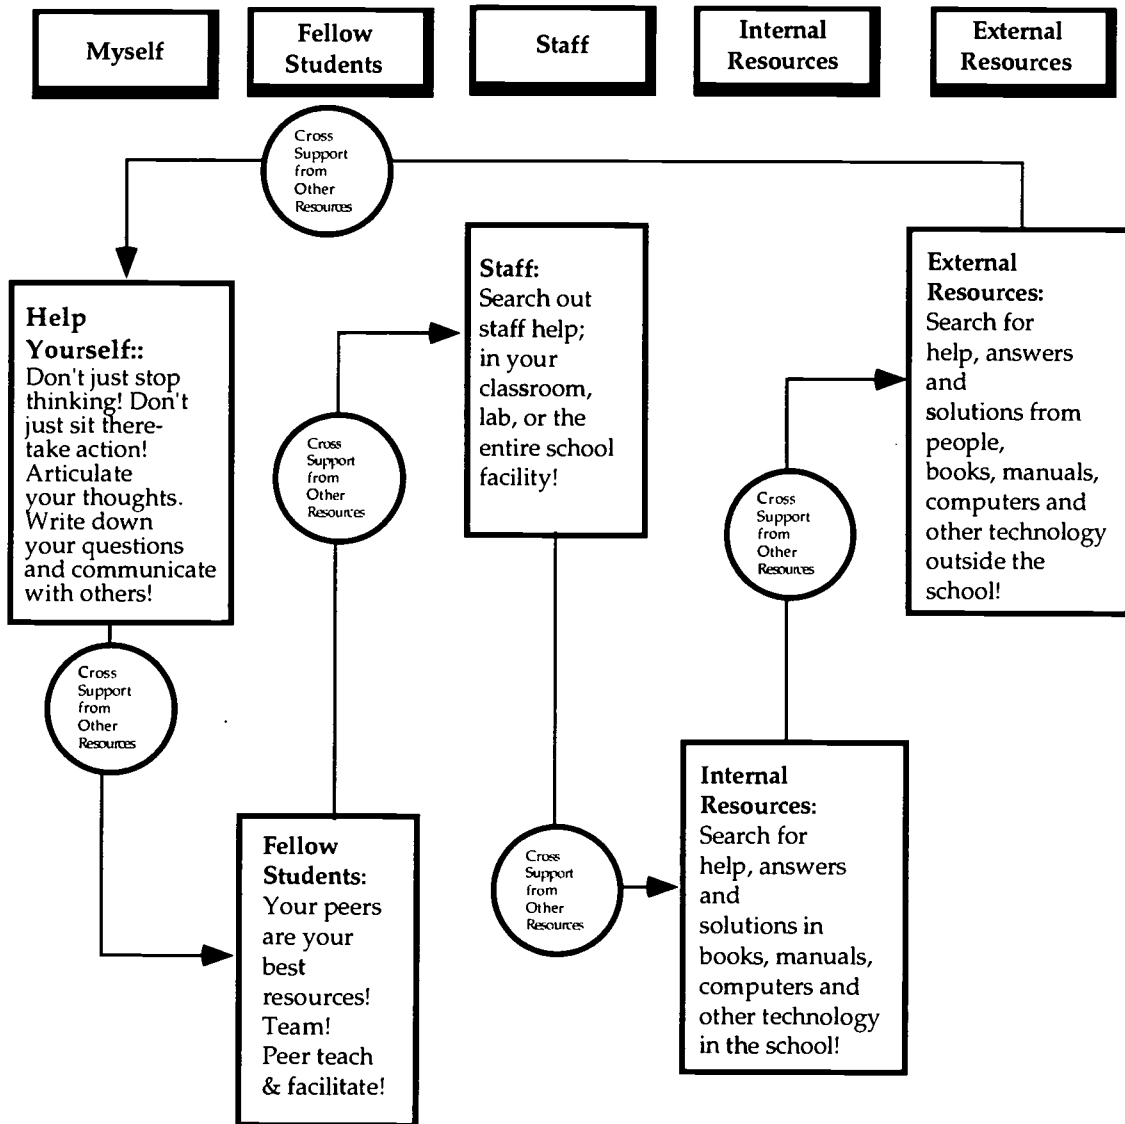 Myself
Fellow
Students
Staff
Internal
Resources
External
Resources
Cross
Support
from
Other
Resources
Help
Yourself::
Don't just stop
thinking! Don't
just sit there-
take action!
Articulate
your thoughts.
Write down
your questions
and communicate
with others!
Cross
Support
from
Other
Resources
Fellow
Students:
Your peers
are your
best
resources!
Team!
Peer teach
& facilitate!
Cross
Support
from
Other
Resources
Staff:
Search out
staff help;
in your
classroom,
lab, or the
entire school
facility!
Cross
Support
from
Other
Resources
Internal
Resources:
Search for
help, answers
and
solutions in
books, manuals,
computers and
other technology
in the school!
Cross
Support
from
Other
Resources
External
Resources:
Search for
help, answers
and
solutions from
people,
books, manuals,
computers and
other technology
outside the
school!